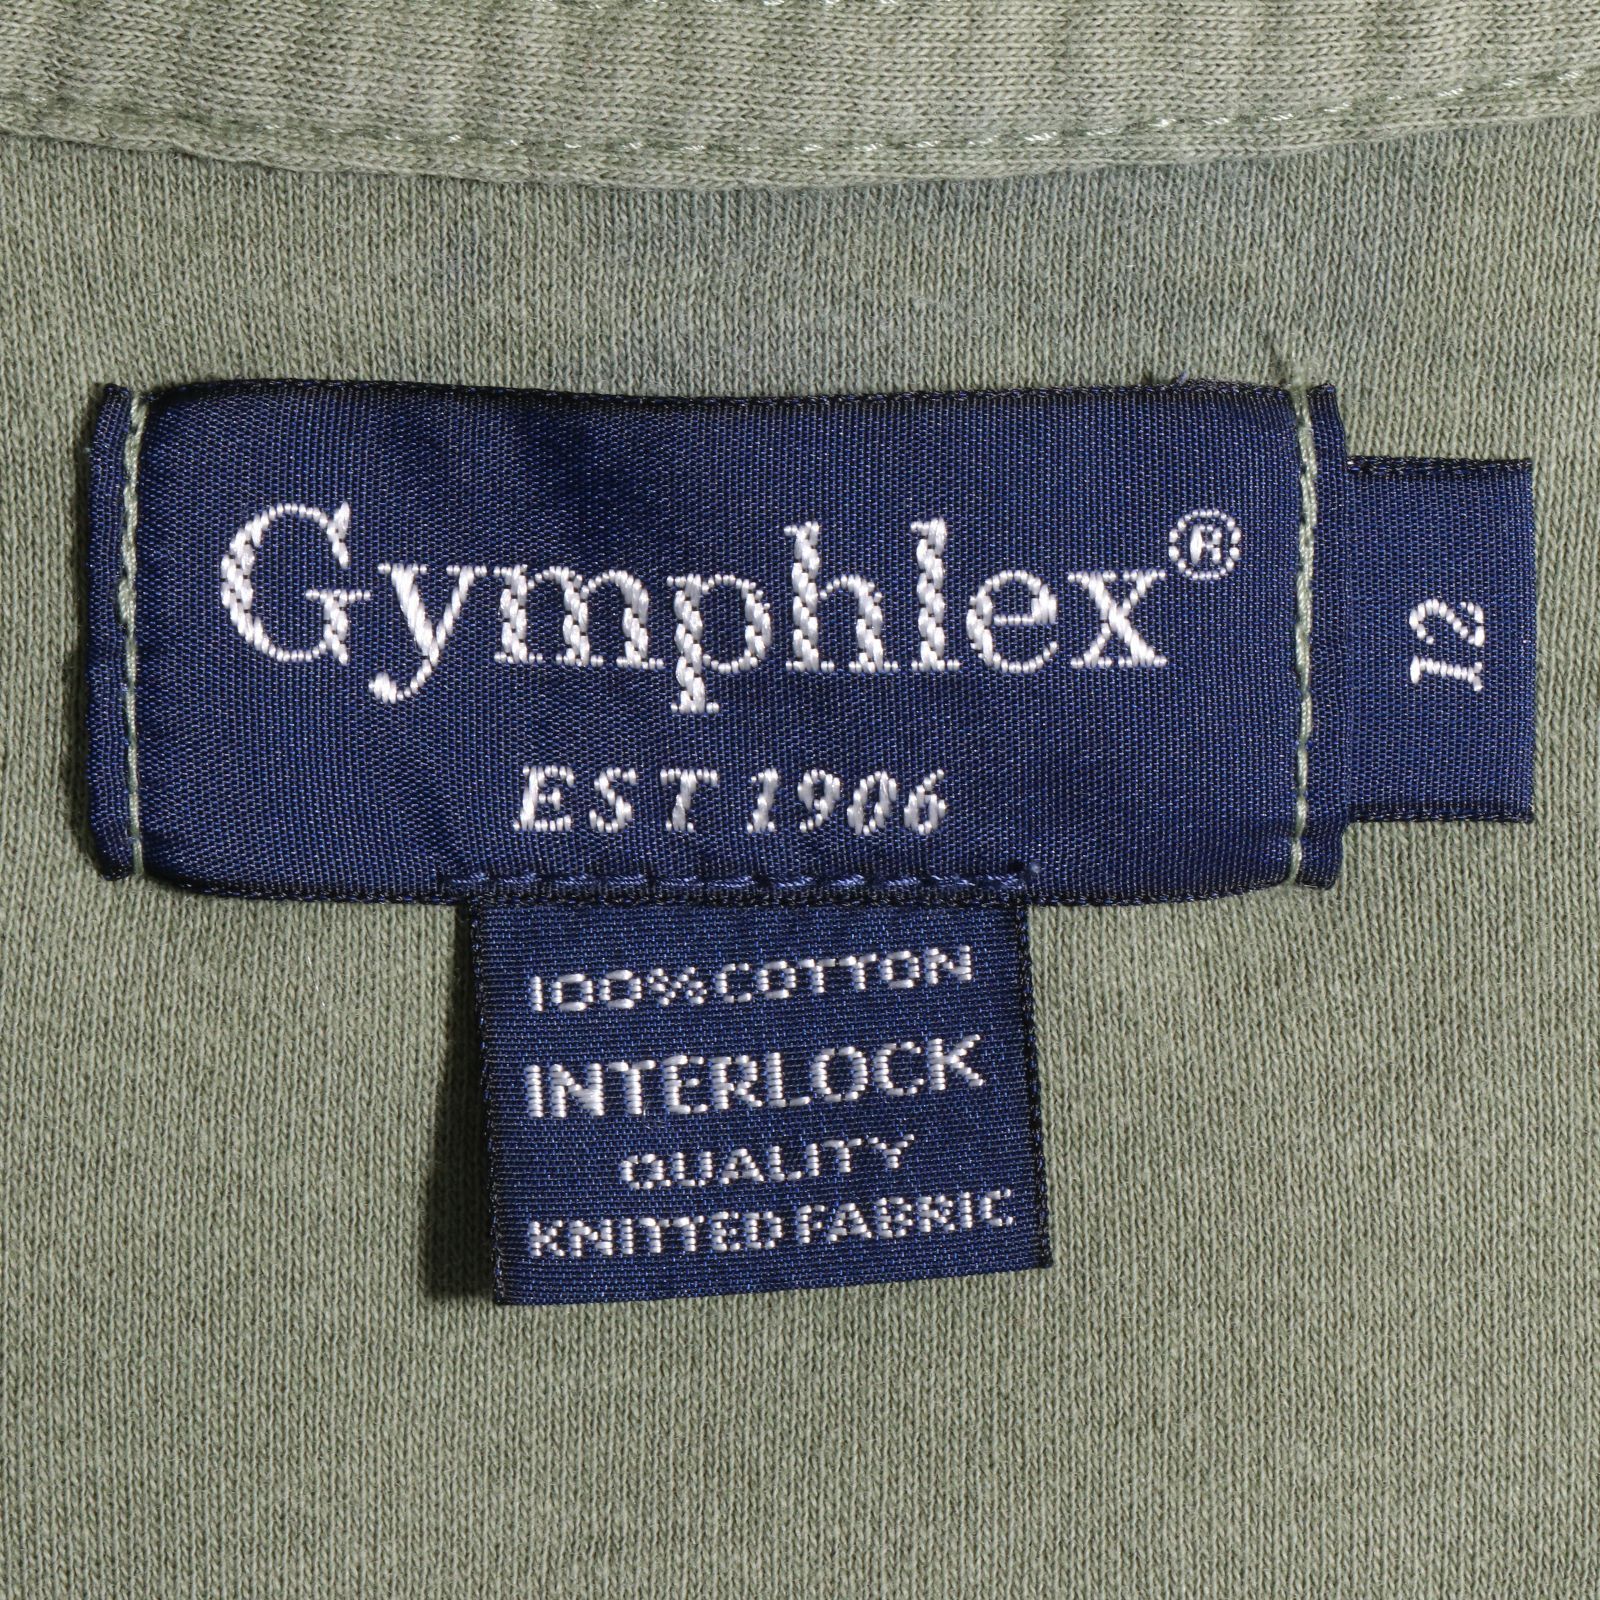 Gymphlex®
EST 1906
12
100% COTTON
INTERLOCK
QUALITY
KNITTED FABRIC